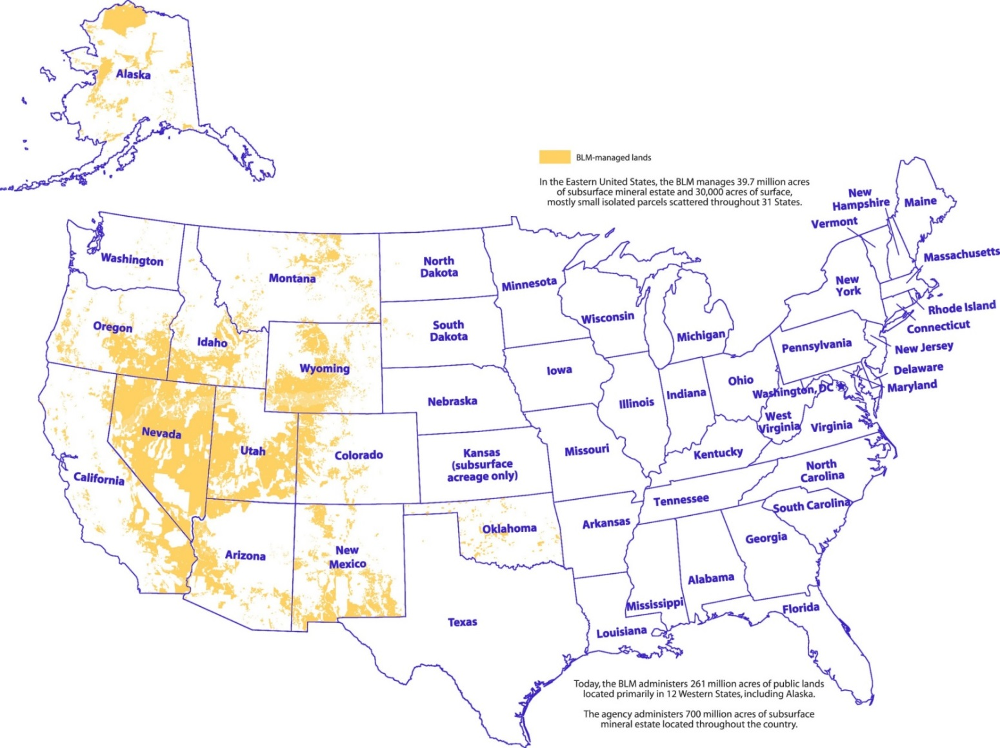 Alaska
BLM-managed lands
In the Eastern United States, the BLM manages 39.7 million acres
of subsurface mineral estate and 30,000 acres of surface,
mostly small isolated parcels scattered throughout 31 States.
New
Hampshire
Maine
Vermont
Massachusetts
Washington
Montana
North
Dakota
Minnesota
New
York
Rhode Island
Connecticut
Oregon
Idaho
South
Dakota
Wisconsin
Michigan
Pennsylvania
New Jersey
Wyoming
Iowa
Delaware
Maryland
Ohio
Washington, DC
Nebraska
Illinois
Indiana
West
Virginia
Virginia
Nevada
Utah
Colorado
Kansas
(subsurface
acreage only)
Missouri
Kentucky
California
North
Carolina
Tennessee
South Carolina
Oklahoma
Arkansas
Georgia
Arizona
New
Mexico
Alabama
Mississippi
Florida
Texas
Louisiana
Today, the BLM administers 261 million acres of public lands
located primarily in 12 Western States, including Alaska.
The agency administers 700 million acres of subsurface
mineral estate located throughout the country.